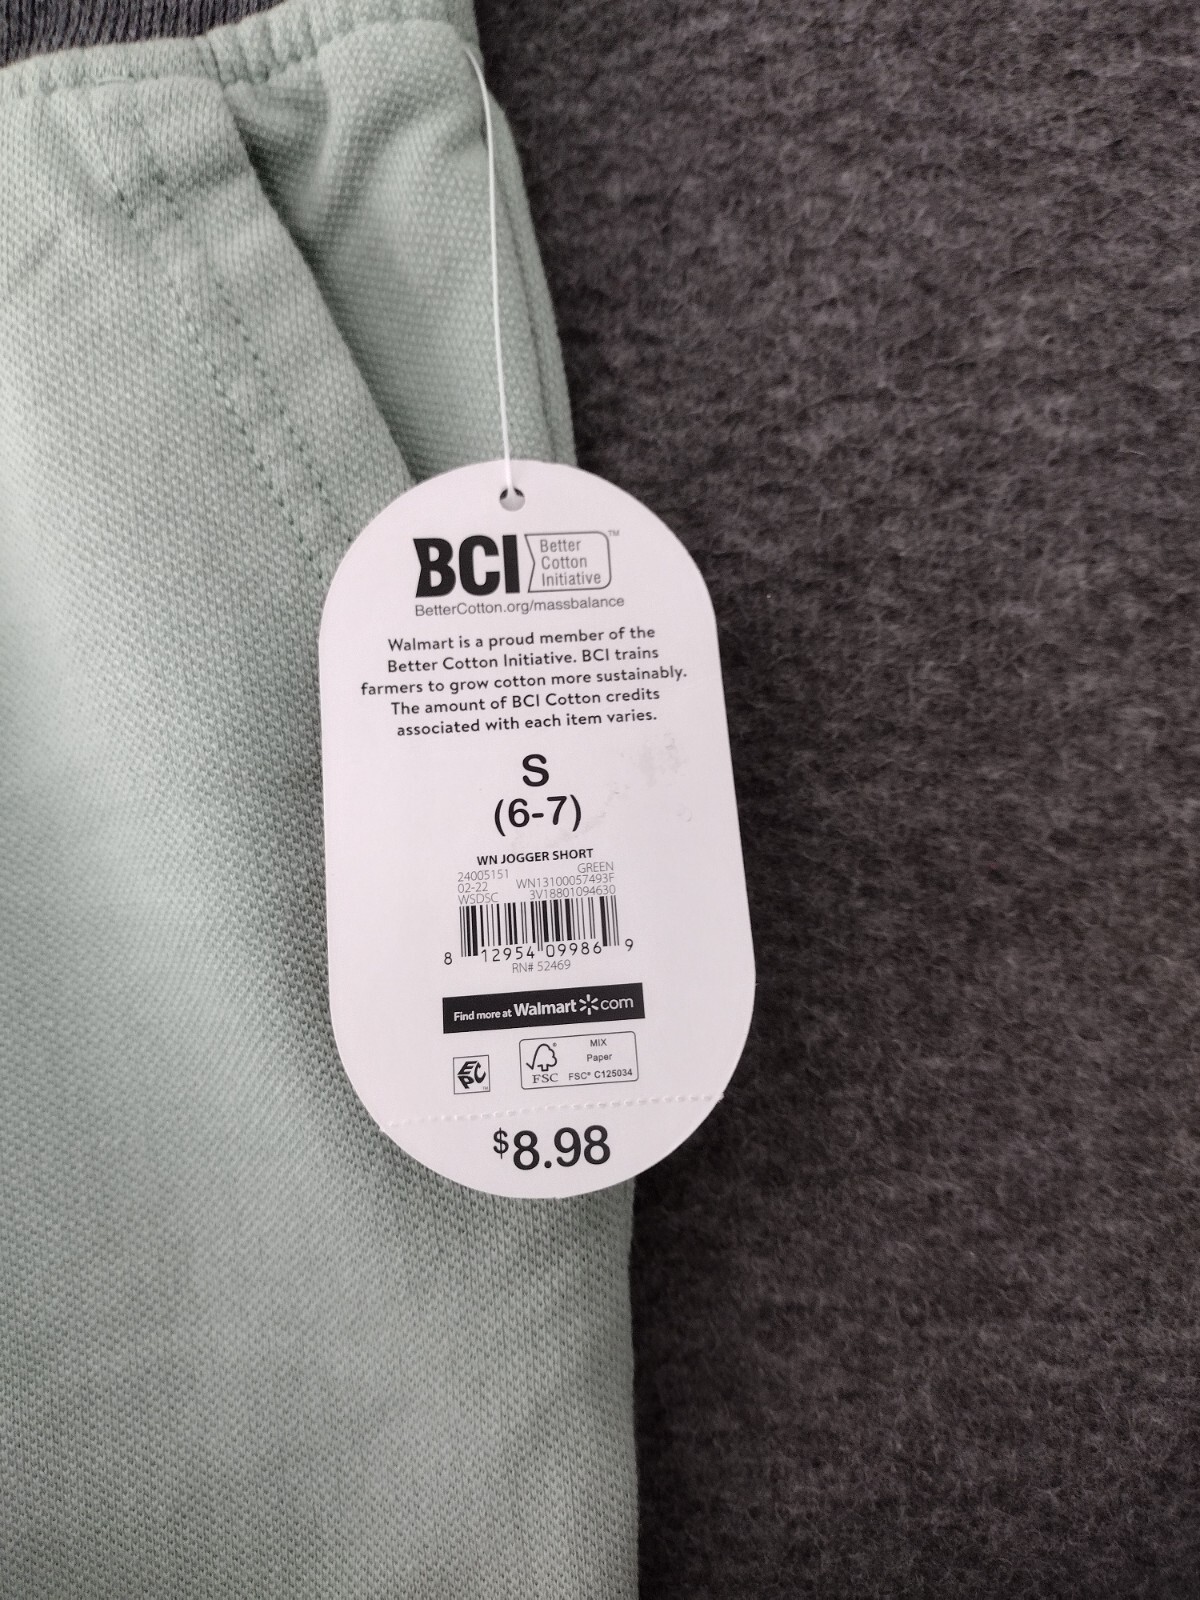 BCI Better Cotton Initiative™
BetterCotton.org/massbalance
Walmart is a proud member of the
Better Cotton Initiative. BCI trains
farmers to grow cotton more sustainably.
The amount of BCI Cotton credits
associated with each item varies.
S
(6-7)
WN JOGGER SHORT
24005151 GREEN
02-22 WN13100057493F
WSDSC 3V18801094630
8 12954 09986 9
RN# 52469
Find more at Walmart com
EPC™
FSC® MIX
Paper
FSC® C125034
$8.98